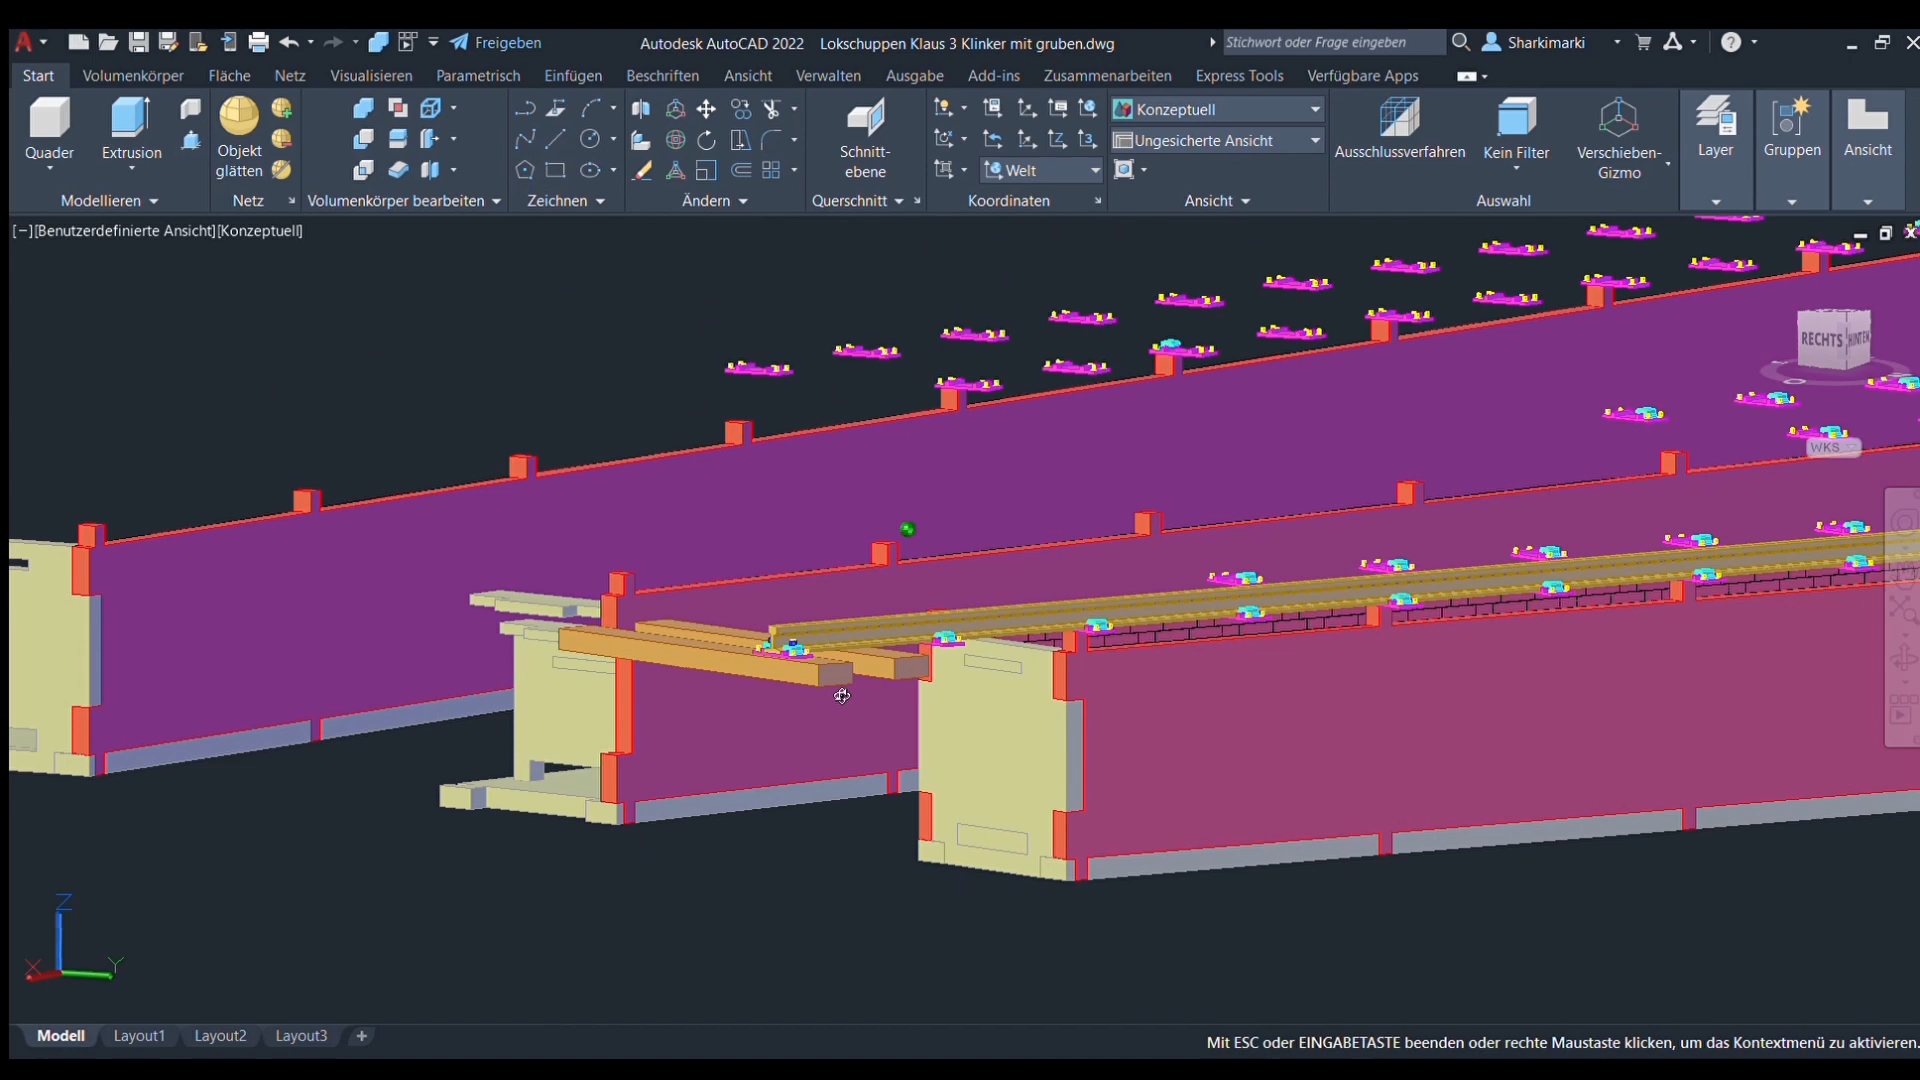 Freigeben
Autodesk AutoCAD 2022 Lokschuppen Klaus 3 Klinker mit gruben.dwg
Stichwort oder Frage eingeben
Sharkimarki
Start Volumenkörper Fläche Netz Visualisieren Parametrisch Einfügen Beschriften Ansicht Verwalten Ausgabe Add-ins Zusammenarbeiten Express Tools Verfügbare Apps
Quader
Extrusion
Objekt
glätten
Schnitt-
ebene
Welt
Konzeptuell
Ungesicherte Ansicht
Ausschlussverfahren
Kein Filter
Verschieben-
Gizmo
Layer
Gruppen
Ansicht
Modellieren Netz Volumenkörper bearbeiten Zeichnen Ändern Querschnitt Koordinaten Ansicht Auswahl
[−][Benutzerdefinierte Ansicht][Konzeptuell]
RECHTS HINTEN
WKS
Z
X
Y
Modell Layout1 Layout2 Layout3 +
Mit ESC oder EINGABETASTE beenden oder rechte Maustaste klicken, um das Kontextmenü zu aktivieren.